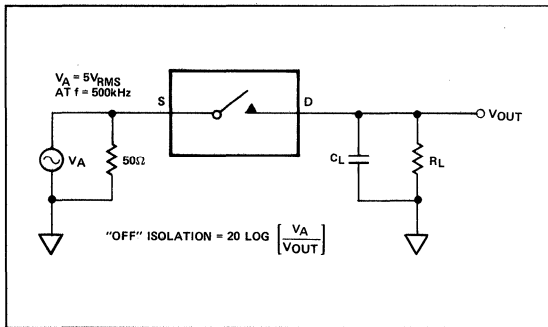 V_A = 5V_RMS
AT f = 500kHz
S
D
V_OUT
V_A
50Ω
C_L
R_L
"OFF" ISOLATION = 20 LOG [V_A / V_OUT]